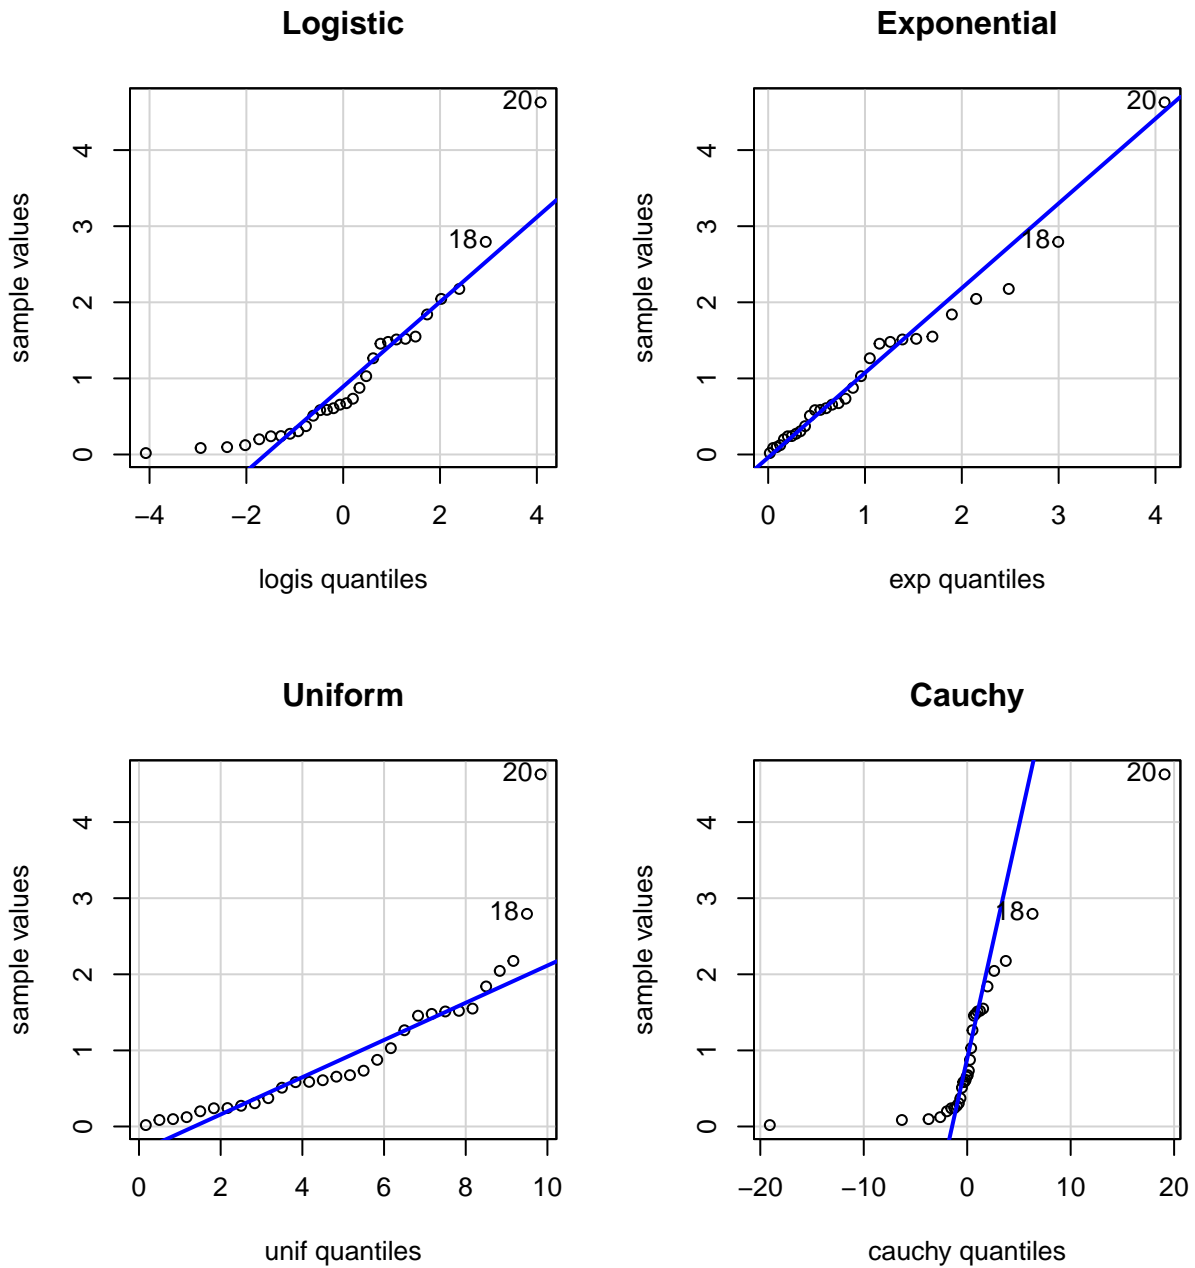 Logistic
20
18
4
3
2
1
0
sample values
−4 −2 0 2 4
logis quantiles
Exponential
20
18
4
3
2
1
0
sample values
0 1 2 3 4
exp quantiles
Uniform
20
18
4
3
2
1
0
sample values
0 2 4 6 8 10
unif quantiles
Cauchy
20
18
4
3
2
1
0
sample values
−20 −10 0 10 20
cauchy quantiles